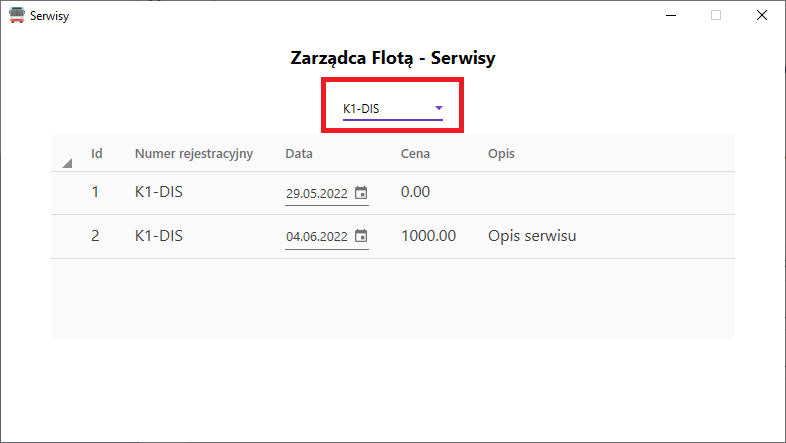 Serwisy
Zarządca Flotą - Serwisy
K1-DIS
Id Numer rejestracyjny Data Cena Opis
1 K1-DIS 29.05.2022 0.00
2 K1-DIS 04.06.2022 1000.00 Opis serwisu